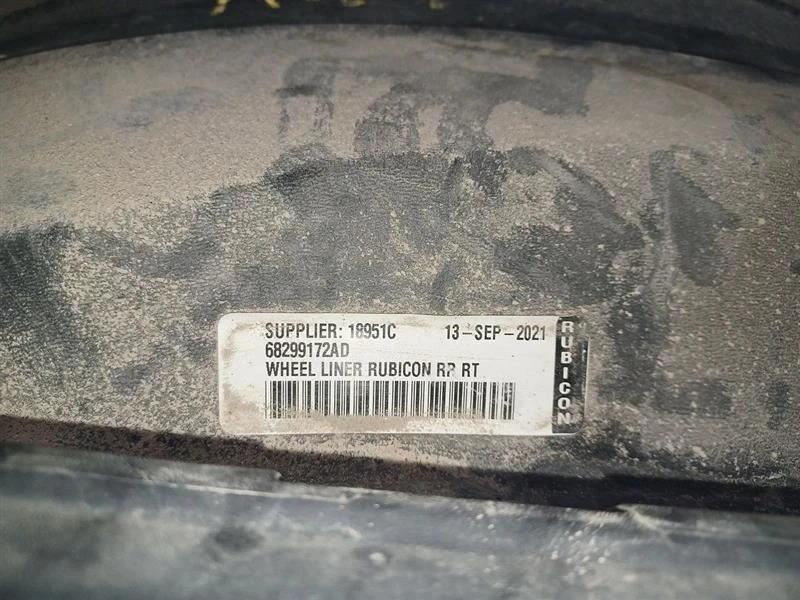 SUPPLIER: 18951C 13-SEP-2021
68299172AD
WHEEL LINER RUBICON RR RT
RUBICON